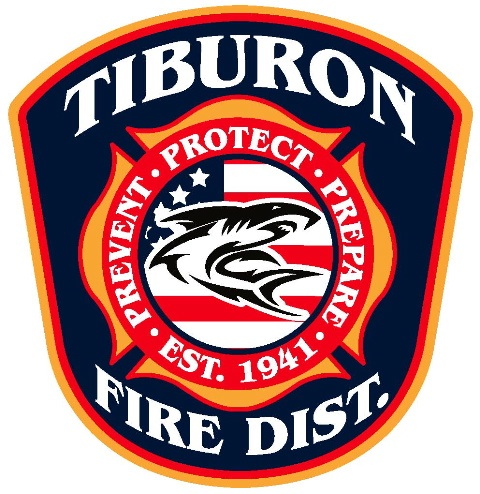 TIBURON
PREVENT · PROTECT · PREPARE
· EST. 1941 ·
FIRE DIST.